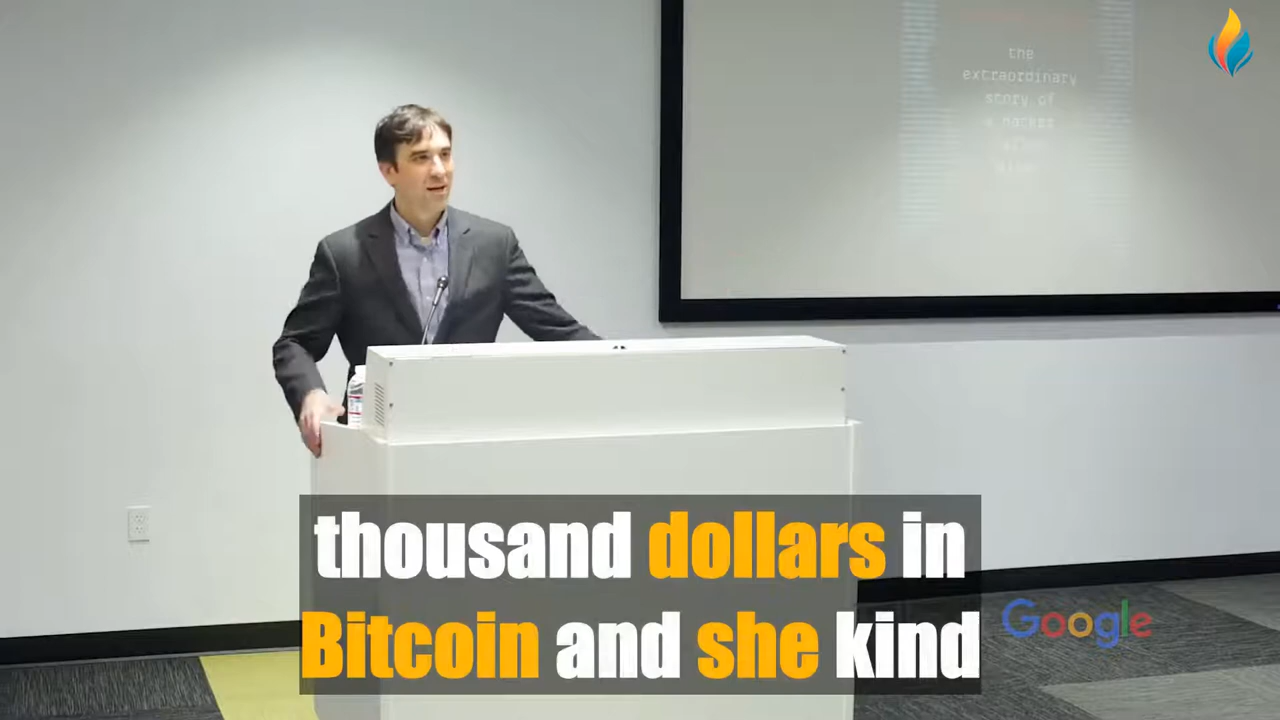 the
extraordinary
story of
thousand dollars in
Bitcoin and she kind
Google